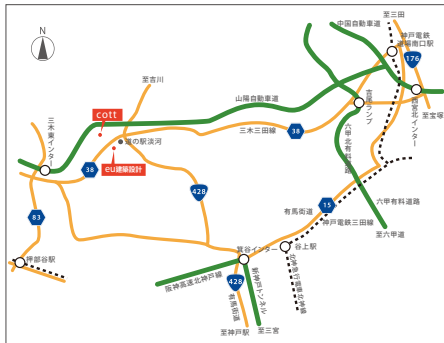 N
至三田
中国自動車道
神戸電鉄
道場南口駅
176
至吉川
山陽自動車道
吉尾ランプ
西宮北インター
至宝塚
cott
三木東インター
道の駅淡河
三木三田線
38
六甲北有料道路
eu建築設計
38
428
15
六甲有料道路
有馬街道
神戸電鉄三田線
83
至六甲道
谷上駅
箕谷インター
押部谷駅
阪神高速北神戸線
新神戸トンネル
北神急行電鉄北神線
428
有馬街道
至三宮
至神戸駅